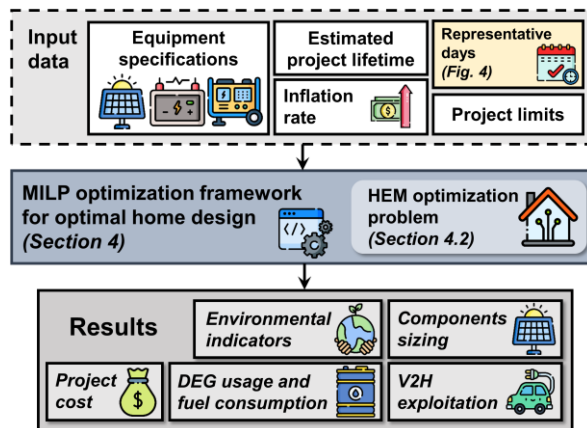 Input
data
Equipment
specifications
Estimated
project lifetime
Representative
days
(Fig. 4)
Inflation
rate
Project limits
MILP optimization framework
for optimal home design
(Section 4)
HEM optimization
problem
(Section 4.2)
Results
Environmental
indicators
Components
sizing
Project
cost
DEG usage and
fuel consumption
V2H
exploitation